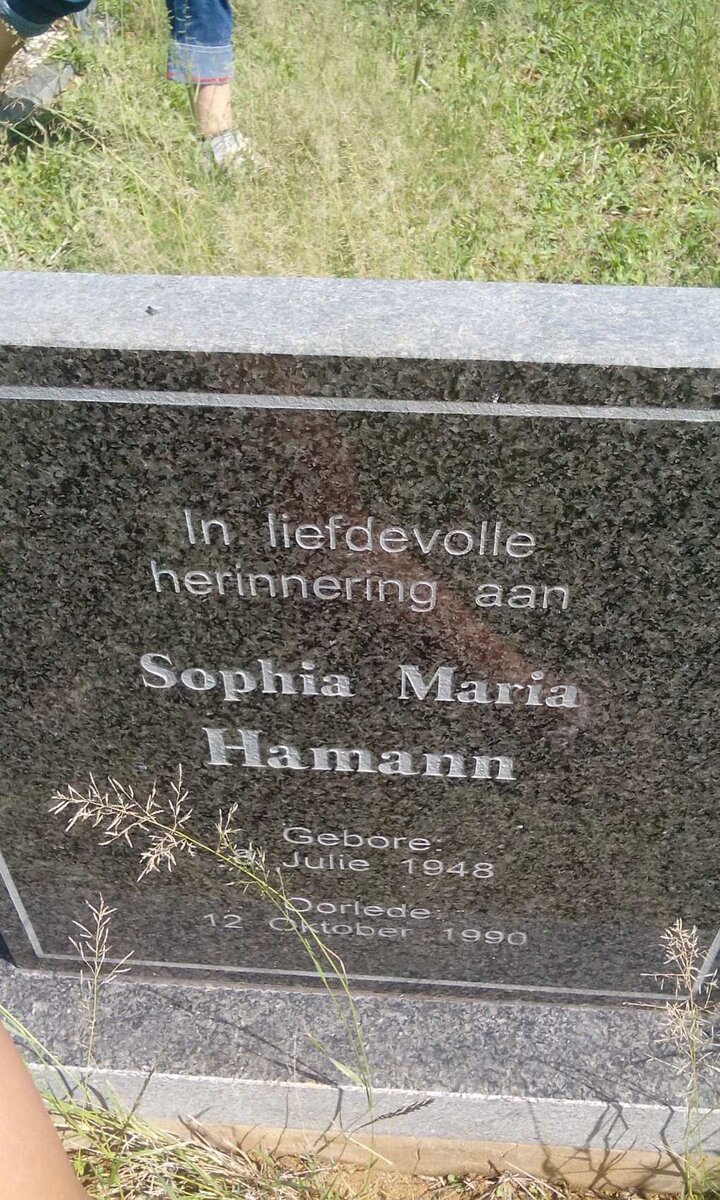 In liefdevolle
herinnering aan
Sophia Maria
Hamann
Gebore:
Julie 1948
Oorlede:
12 Oktober 1990